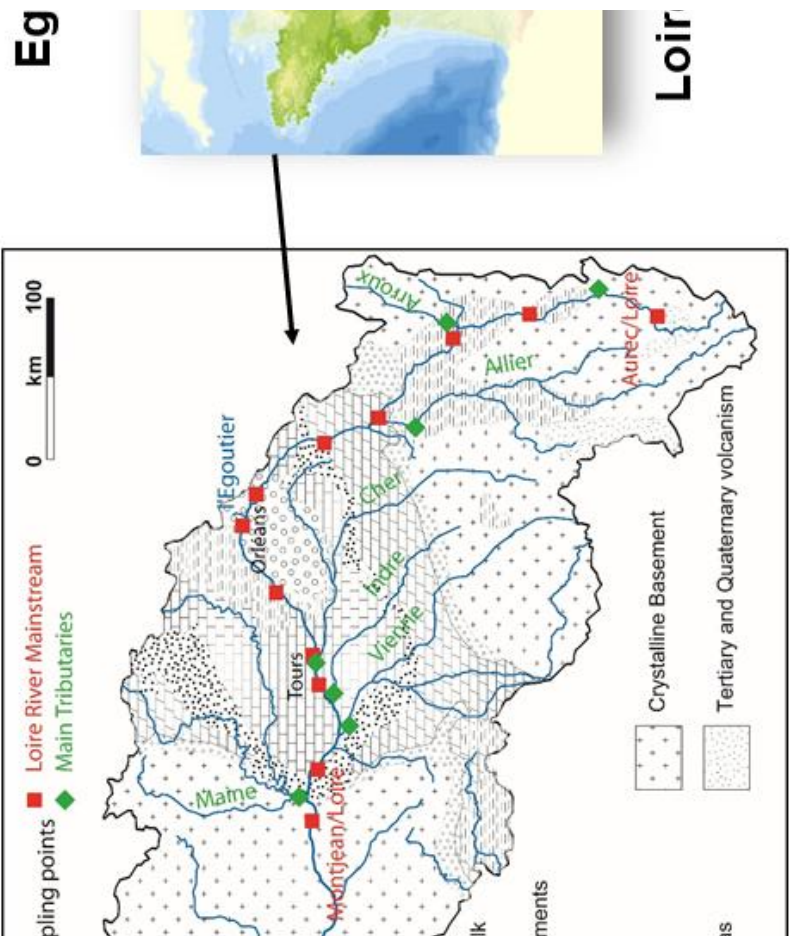 Eg
Loire
0 km 100
pling points
Loire River Mainstream
Main Tributaries
Arroux
Aurec/Loire
Allier
l'Egoutier
Orléans
Cher
Indre
Vienne
Tours
Maine
Montjean/Loire
Crystalline Basement
Tertiary and Quaternary volcanism
lk
ments
ns